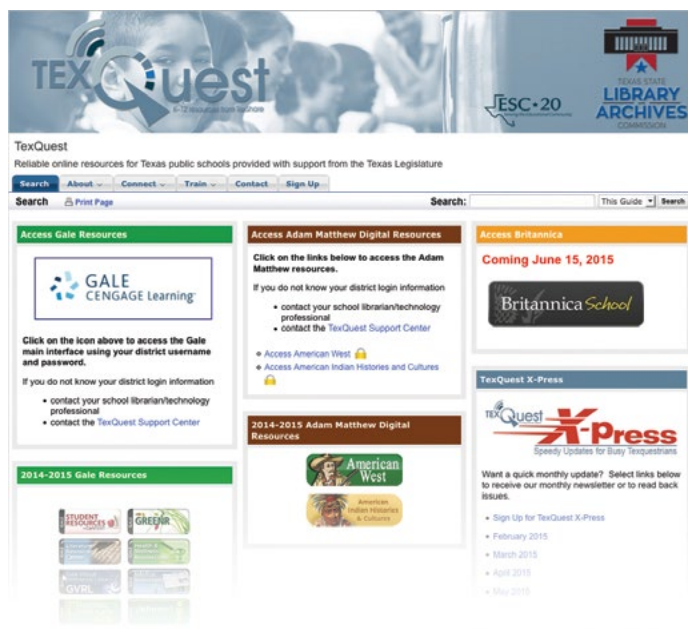 TEXQuest
K-12 resources from teXshare
ESC•20
TEXAS STATE
LIBRARY
ARCHIVES
COMMISSION
TexQuest
Reliable online resources for Texas public schools provided with support from the Texas Legislature
Search About Connect Train Contact Sign Up
Search Print Page Search: This Guide Search
Access Gale Resources
GALE
CENGAGE Learning
Click on the icon above to access the Gale
main interface using your district username
and password.
If you do not know your district login information
• contact your school librarian/technology
professional
• contact the TexQuest Support Center
2014-2015 Gale Resources
STUDENT
RESOURCES
GREENR
GVRL
Access Adam Matthew Digital Resources
Click on the links below to access the Adam
Matthew resources.
If you do not know your district login information
• contact your school librarian/technology
professional
• contact the TexQuest Support Center
Access American West
Access American Indian Histories and Cultures
2014-2015 Adam Matthew Digital
Resources
American
West
American
Indian Histories
& Cultures
Access Britannica
Coming June 15, 2015
Britannica School
TexQuest X-Press
TEXQuest
X-Press
Speedy Updates for Busy Texquestrians
Want a quick monthly update? Select links below
to receive our monthly newsletter or to read back
issues.
• Sign Up for TexQuest X-Press
• February 2015
• March 2015
• April 2015
• May 2015